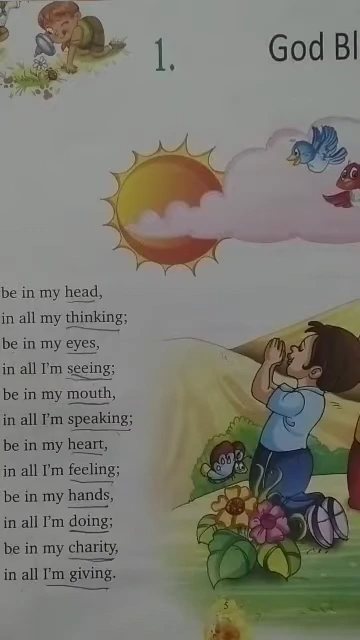 1.
God Bl
be in my head,
in all my thinking;
be in my eyes,
in all I'm seeing;
be in my mouth,
in all I'm speaking;
be in my heart,
in all I'm feeling;
be in my hands,
in all I'm doing;
be in my charity,
in all I'm giving.
5